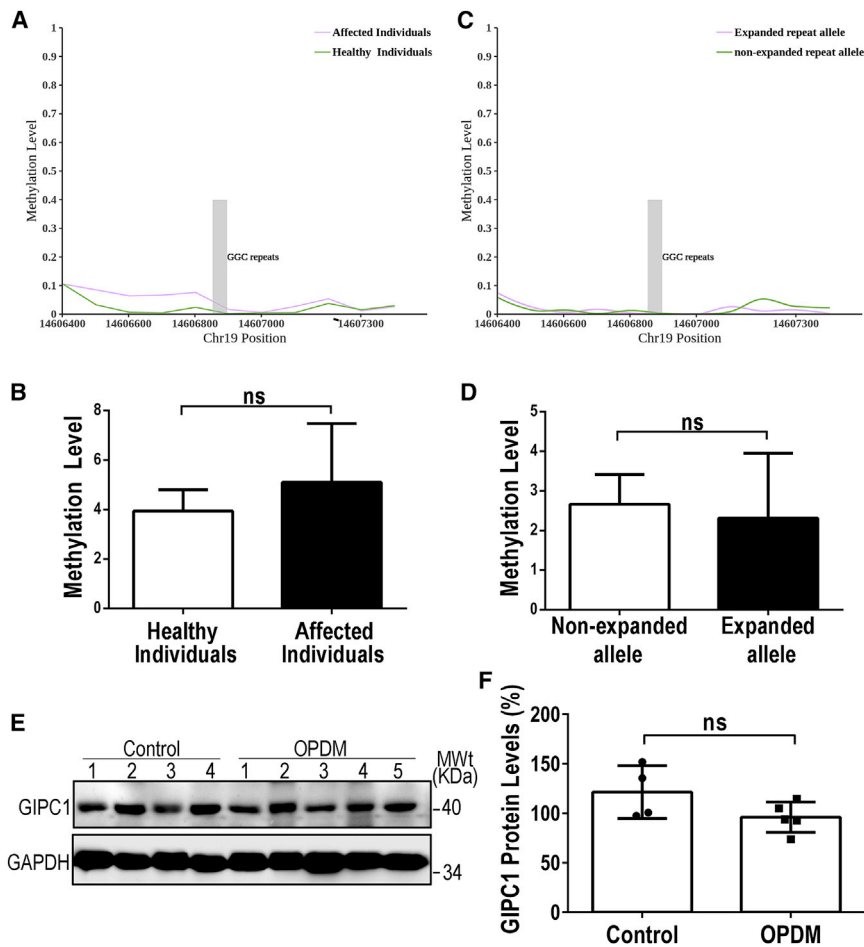 A
Affected Individuals
Healthy Individuals
Methylation Level
1
0.9
0.8
0.7
0.6
0.5
0.4
0.3
0.2
0.1
0
GGC repeats
14606400 14606600 14606800 14607000 14607300
Chr19 Position
C
Expanded repeat allele
non-expanded repeat allele
Methylation Level
1
0.9
0.8
0.7
0.6
0.5
0.4
0.3
0.2
0.1
0
GGC repeats
14606400 14606600 14606800 14607000 14607300
Chr19 Position
B
Methylation Level
8
6
4
2
0
ns
Healthy Individuals
Affected Individuals
D
Methylation Level
5
4
3
2
1
0
ns
Non-expanded allele
Expanded allele
E
Control OPDM MWt
1 2 3 4 1 2 3 4 5 (KDa)
GIPC1 -40
GAPDH -34
F
GIPC1 Protein Levels (%)
200
150
100
50
0
ns
Control OPDM